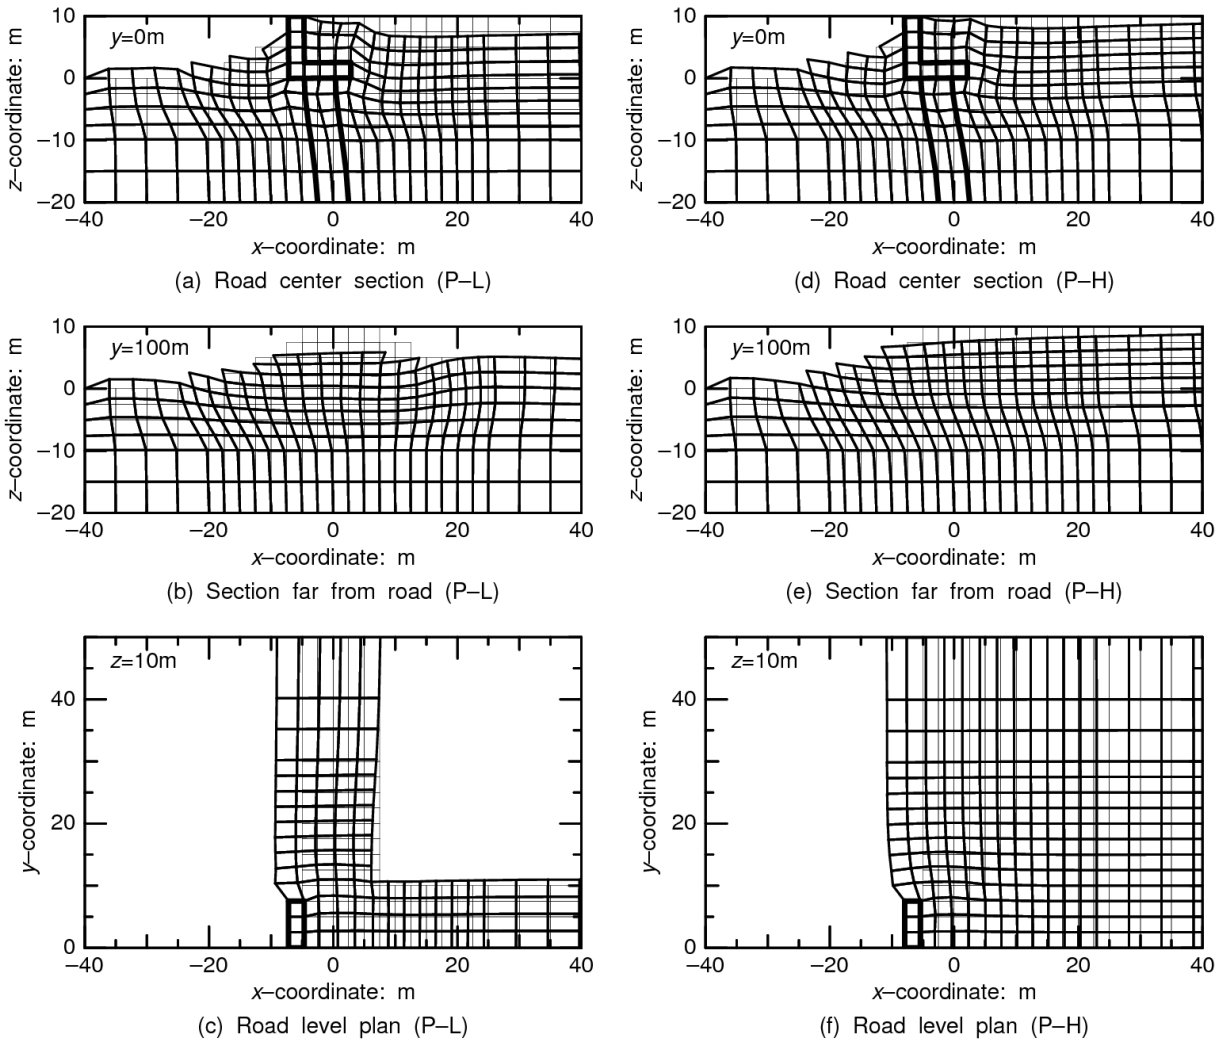 10
0
−10
−20
z−coordinate: m
y=0m
−40 −20 0 20 40
x−coordinate: m
(a) Road center section (P−L)
10
0
−10
−20
z−coordinate: m
y=0m
−40 −20 0 20 40
x−coordinate: m
(d) Road center section (P−H)
10
0
−10
−20
z−coordinate: m
y=100m
−40 −20 0 20 40
x−coordinate: m
(b) Section far from road (P−L)
10
0
−10
−20
z−coordinate: m
y=100m
−40 −20 0 20 40
x−coordinate: m
(e) Section far from road (P−H)
40
20
0
y−coordinate: m
z=10m
−40 −20 0 20 40
x−coordinate: m
(c) Road level plan (P−L)
40
20
0
y−coordinate: m
z=10m
−40 −20 0 20 40
x−coordinate: m
(f) Road level plan (P−H)